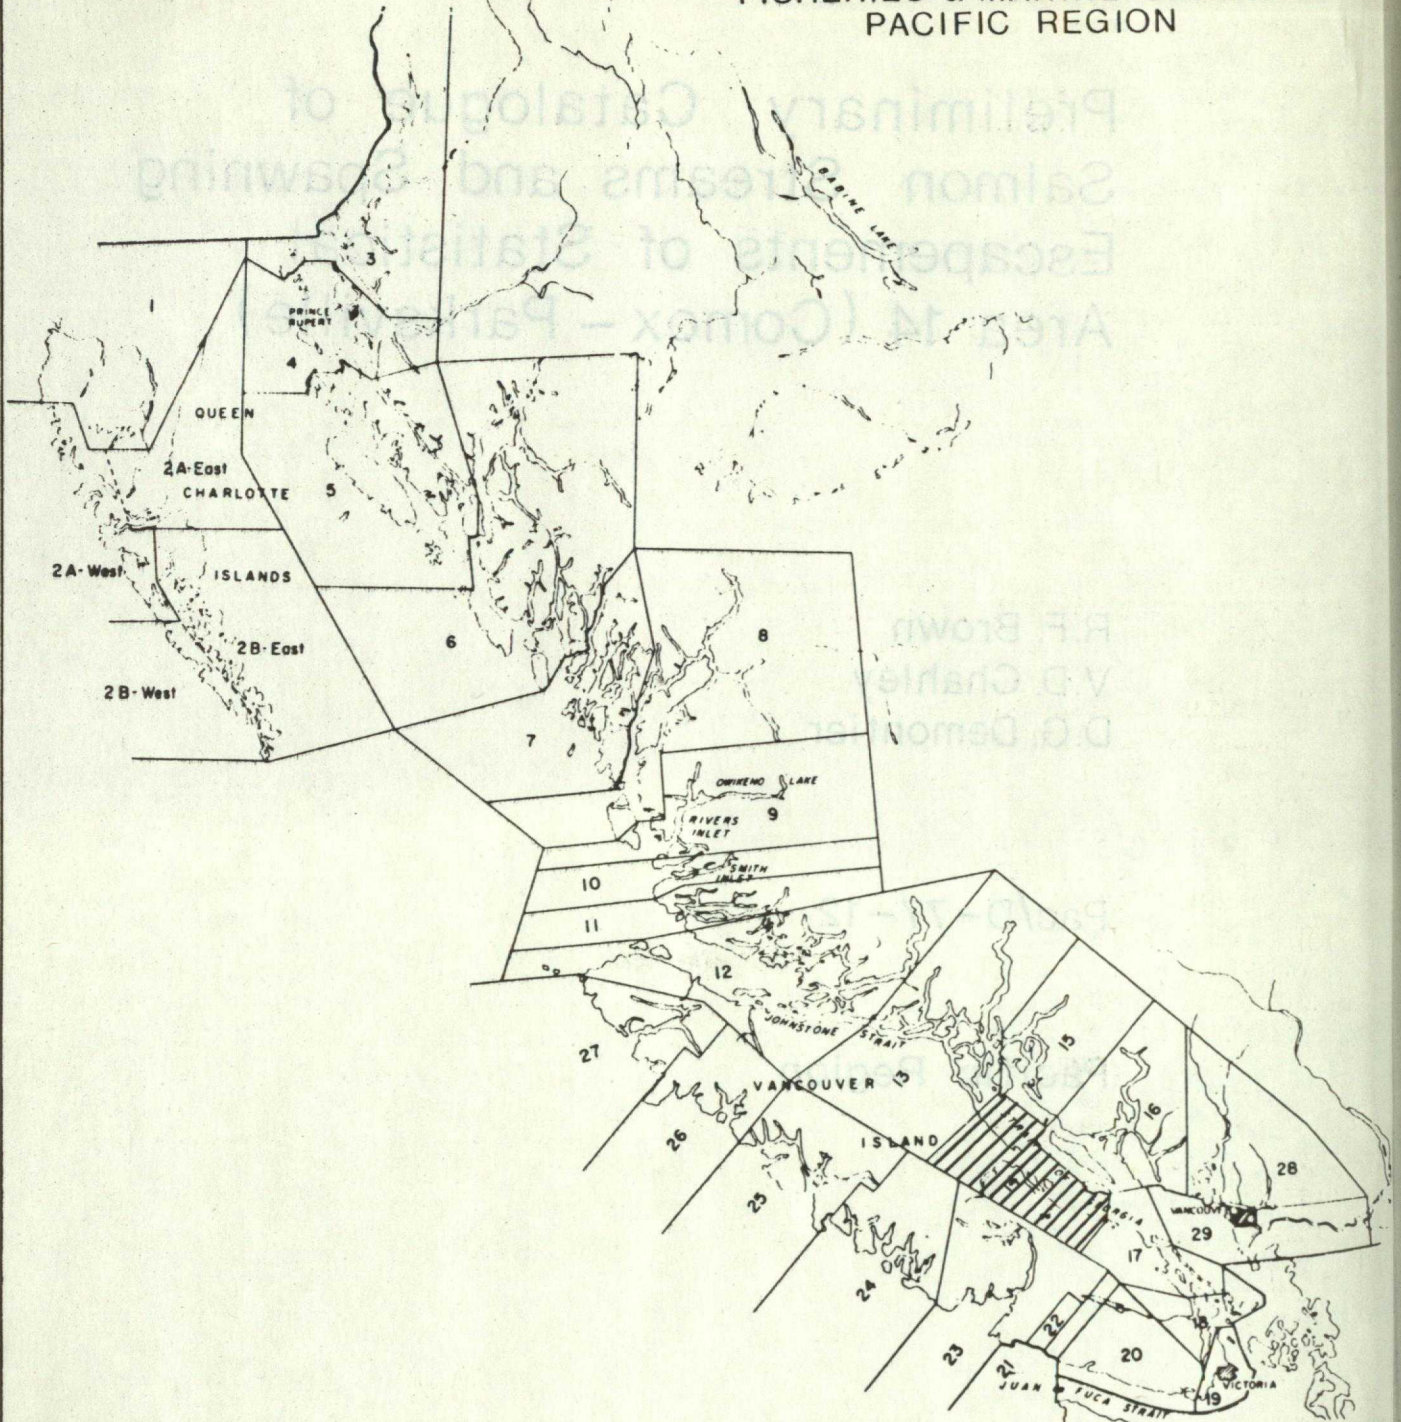 PACIFIC REGION
Preliminary Catalogue of
Salmon Streams and Spawning
Escapements of Statistical
Area 14 (Comox - Parksville)
BABINE LAKE
3
1
PRINCE
RUPERT
4
QUEEN
2A-East
CHARLOTTE
5
2A-West
ISLANDS
2B-East
6
8
2B-West
R.F. Brown
V.D. Chahley
D.G. Demontier
7
OWIKENO LAKE
RIVERS
INLET
9
SMITH
INLET
10
11
12
JOHNSTONE STRAIT
27
VANCOUVER
13
15
16
ISLAND
26
25
28
VANCOUVER
29
GEORGIA
17
24
22
18
20
23
21
VICTORIA
19
JUAN de FUCA STRAIT